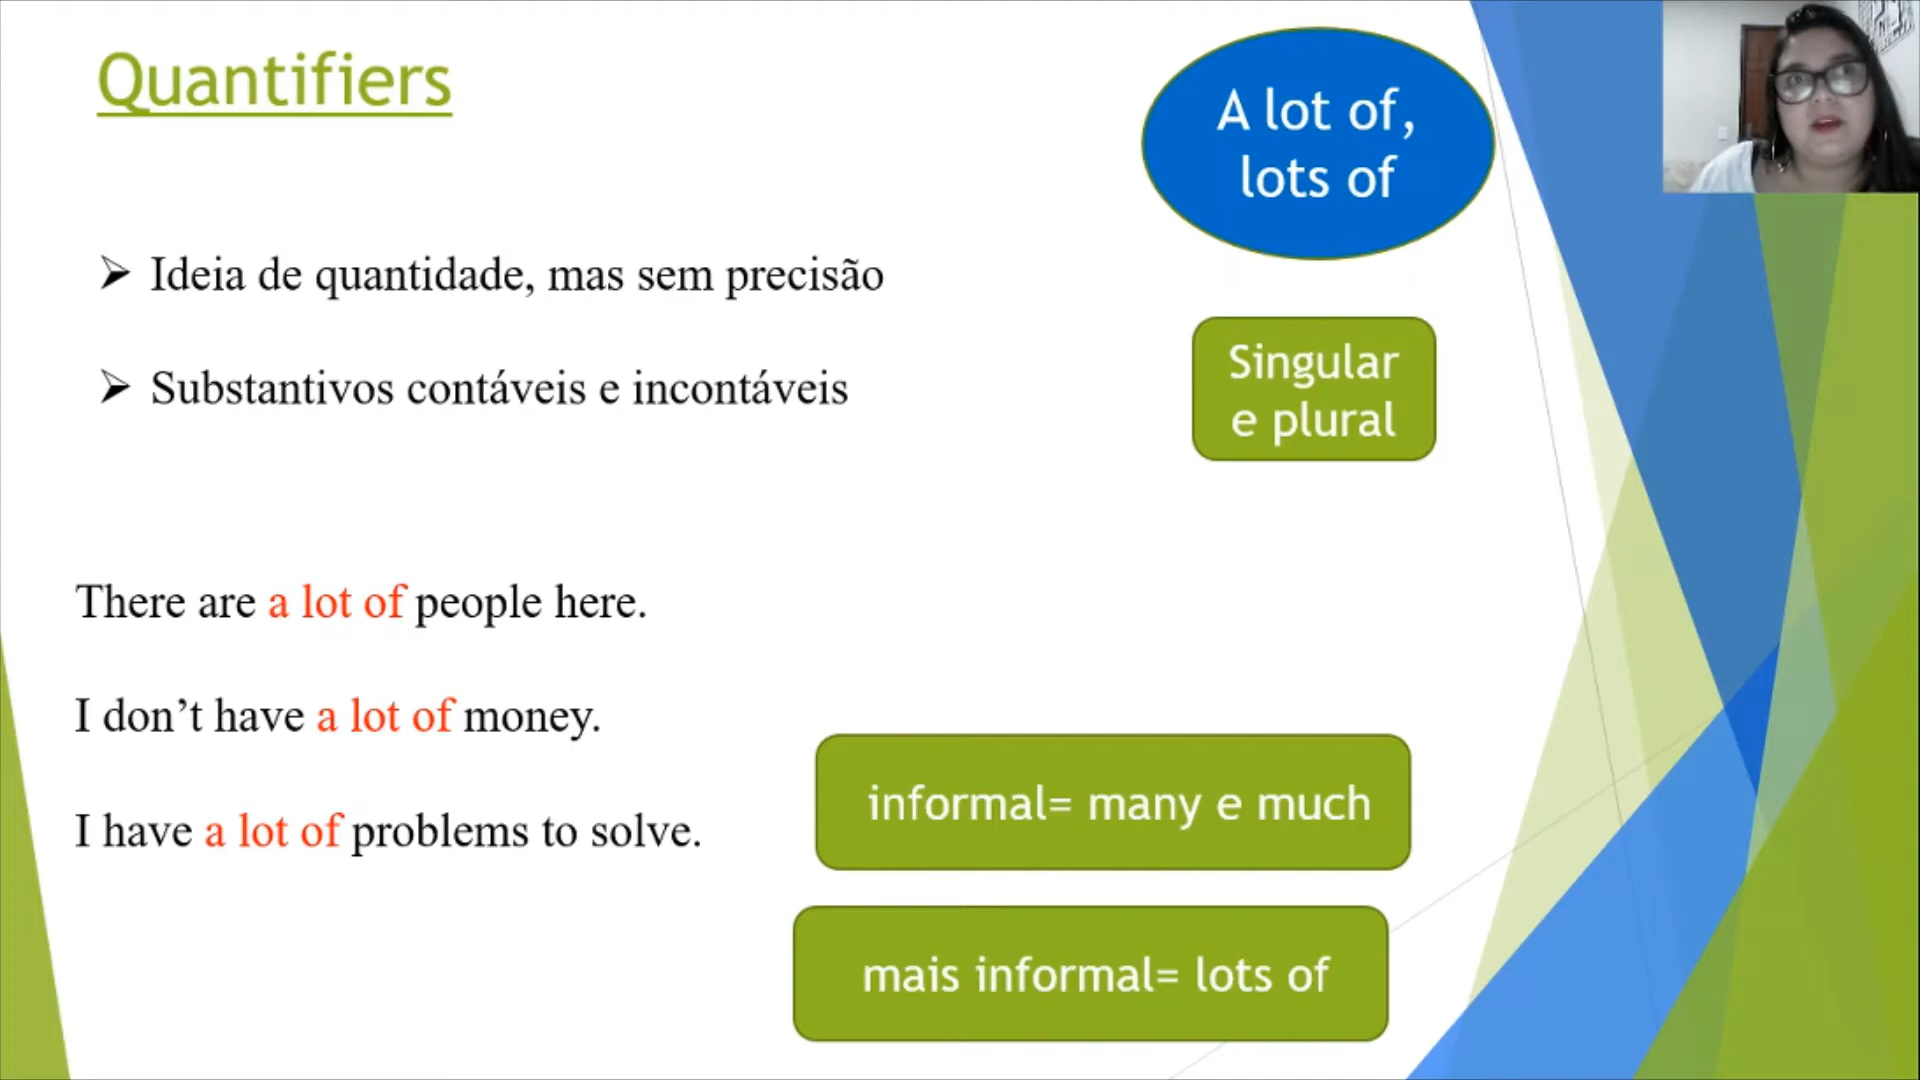 Quantifiers
A lot of,
lots of
➢ Ideia de quantidade, mas sem precisão
➢ Substantivos contáveis e incontáveis
Singular
e plural
There are a lot of people here.
I don’t have a lot of money.
I have a lot of problems to solve.
informal= many e much
mais informal= lots of